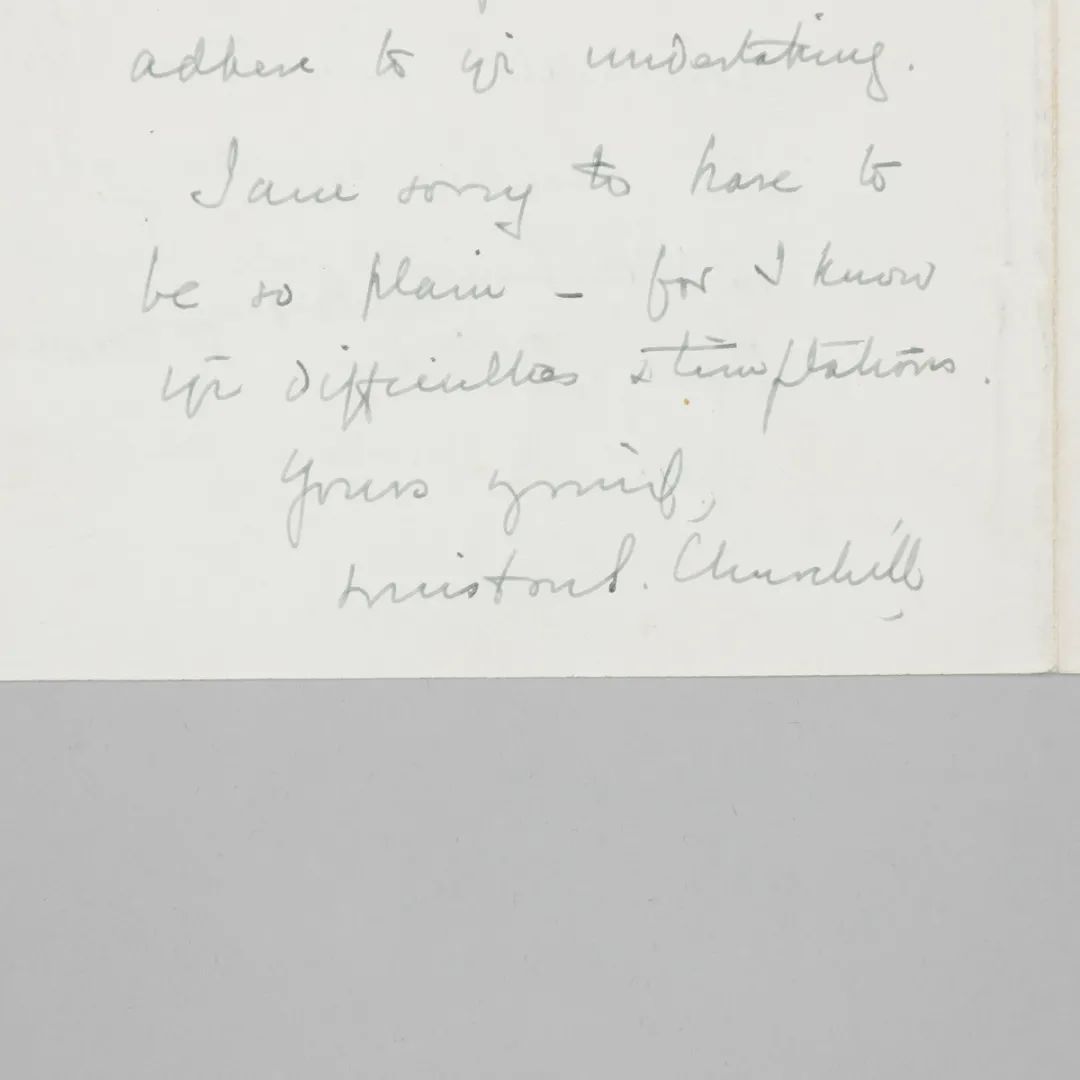 adhere to yr undertaking.
I am sorry to have to
be so plain – for I know
yr difficulties & temptations.
Yours
Winston S. Churchill